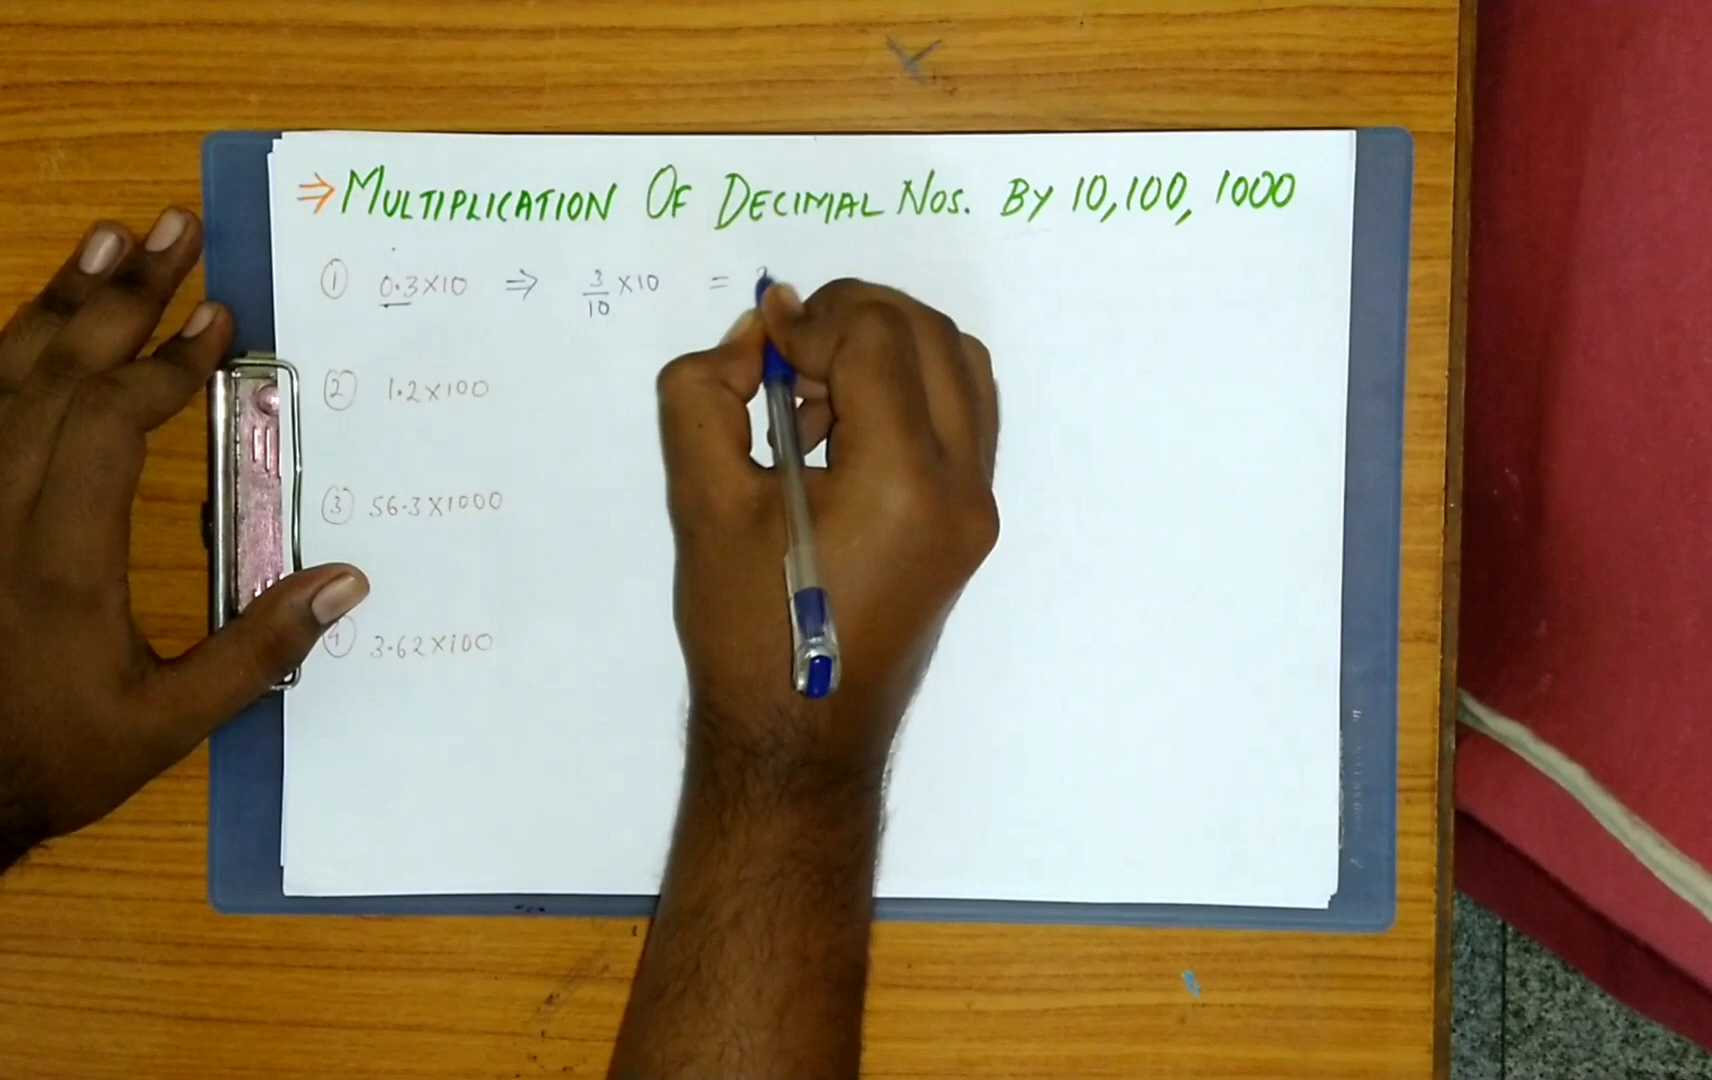 ⇒ MULTIPLICATION OF DECIMAL NOS. BY 10,100, 1000
① 0.3×10 ⇒ 3/10 ×10 =
② 1.2×100
③ 56.3×1000
④ 3.62×100